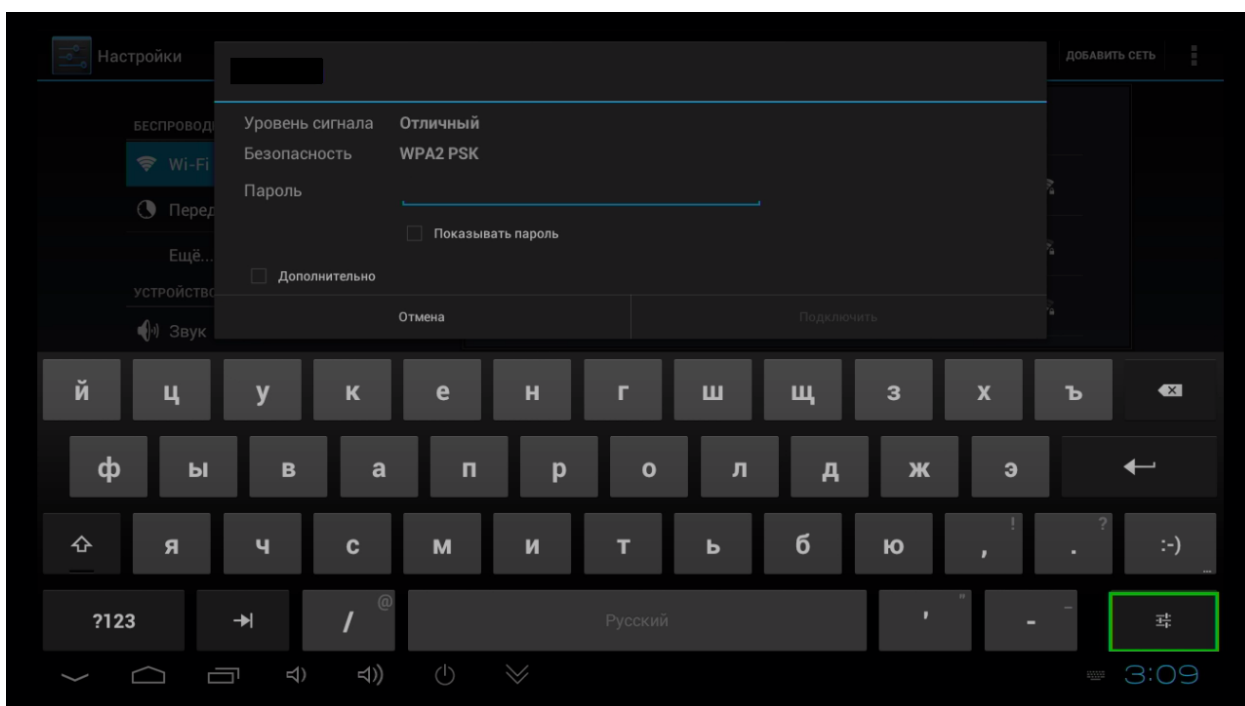 Настройки
ДОБАВИТЬ СЕТЬ
БЕСПРОВОД
Уровень сигнала Отличный
Wi-Fi
Безопасность WPA2 PSK
Пароль
Перед
Показывать пароль
Ещё...
Дополнительно
УСТРОЙСТВО
Отмена Подключить
Звук
й ц у к е н г ш щ з х ъ
ф ы в а п р о л д ж э
я ч с м и т ь б ю , ! . ? :-) ...
?123 / @ Русский ' " - _
3:09